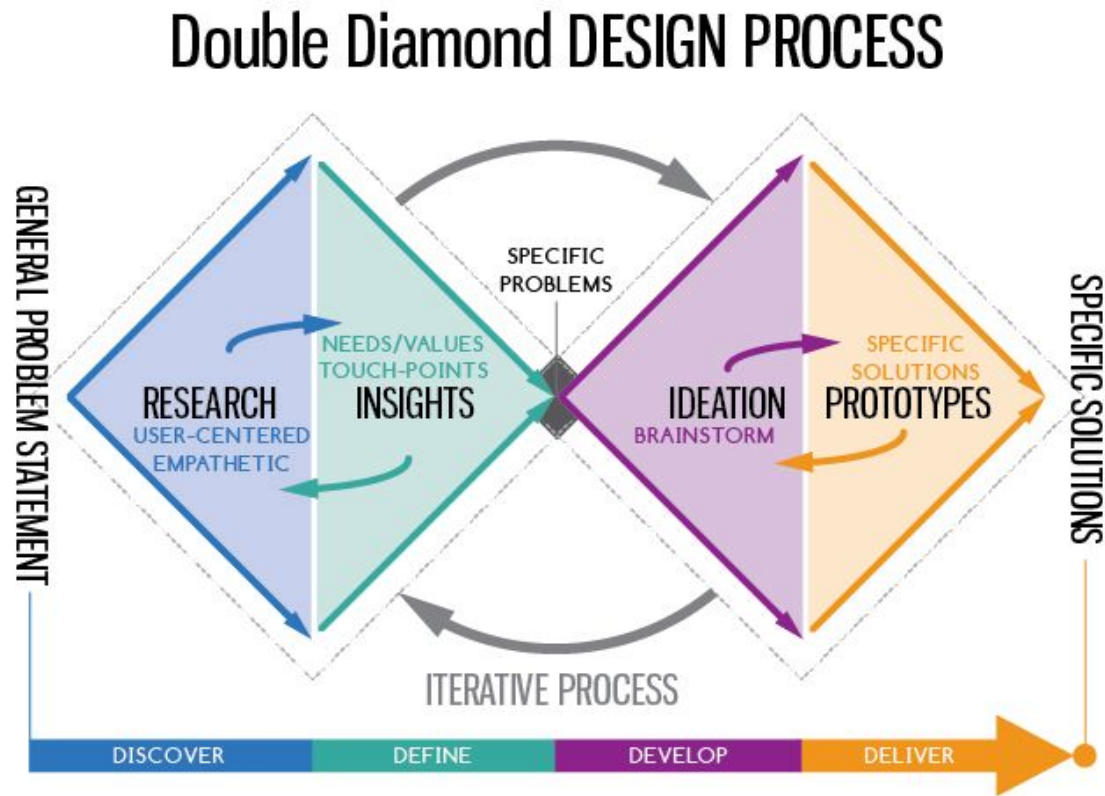 Double Diamond DESIGN PROCESS
GENERAL PROBLEM STATEMENT
SPECIFIC
PROBLEMS
NEEDS/VALUES
TOUCH-POINTS
RESEARCH
INSIGHTS
USER-CENTERED
EMPATHETIC
SPECIFIC
SOLUTIONS
IDEATION
PROTOTYPES
BRAINSTORM
SPECIFIC SOLUTIONS
ITERATIVE PROCESS
DISCOVER
DEFINE
DEVELOP
DELIVER